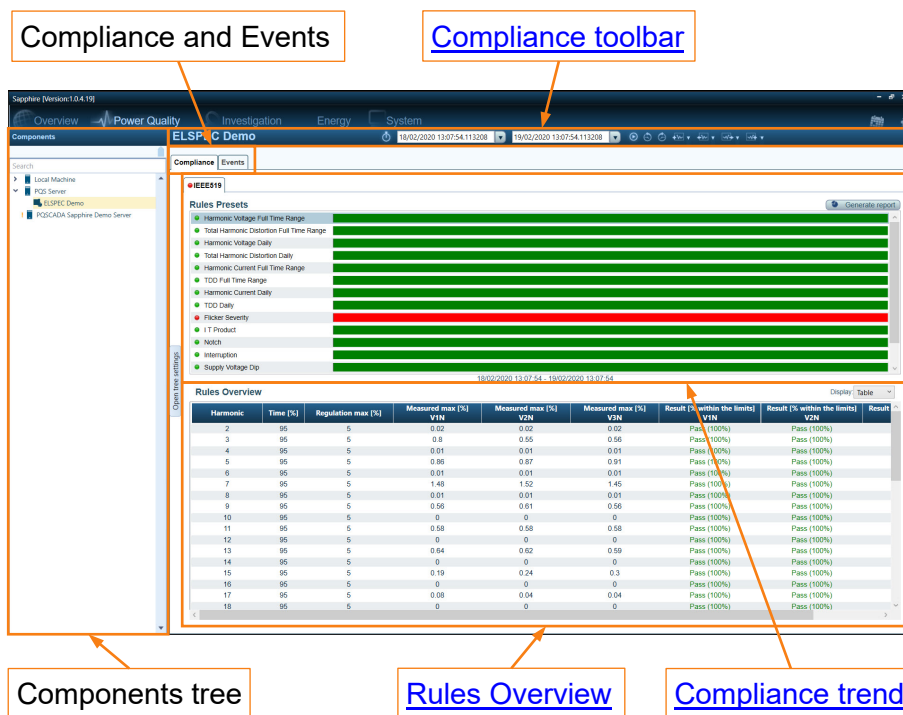 Compliance and Events
Compliance toolbar
Sapphire [Version:1.0.4.19]
Overview Power Quality Investigation Energy System
Components
ELSPEC Demo 18/02/2020 13:07:54.113208 19/02/2020 13:07:54.113208
Search
Compliance Events
Local Machine
PQS Server
ELSPEC Demo
PQSCADA Sapphire Demo Server
Open tree settings
IEEE519
Rules Presets Generate report
Harmonic Voltage Full Time Range
Total Harmonic Distortion Full Time Range
Harmonic Voltage Daily
Total Harmonic Distortion Daily
Harmonic Current Full Time Range
TDD Full Time Range
Harmonic Current Daily
TDD Daily
Flicker Severity
I T Product
Notch
Interruption
Supply Voltage Dip
18/02/2020 13:07:54 - 19/02/2020 13:07:54
Rules Overview Display: Table
Harmonic Time [%] Regulation max [%] Measured max [%] V1N Measured max [%] V2N Measured max [%] V3N Result [% within the limits] V1N Result [% within the limits] V2N Result
2 95 5 0.02 0.02 0.02 Pass (100%) Pass (100%)
3 95 5 0.8 0.55 0.56 Pass (100%) Pass (100%)
4 95 5 0.01 0.01 0.01 Pass (100%) Pass (100%)
5 95 5 0.86 0.87 0.91 Pass (100%) Pass (100%)
6 95 5 0.01 0.01 0.01 Pass (100%) Pass (100%)
7 95 5 1.48 1.52 1.45 Pass (100%) Pass (100%)
8 95 5 0.01 0.01 0.01 Pass (100%) Pass (100%)
9 95 5 0.56 0.61 0.56 Pass (100%) Pass (100%)
10 95 5 0 0 0 Pass (100%) Pass (100%)
11 95 5 0.58 0.58 0.58 Pass (100%) Pass (100%)
12 95 5 0 0 0 Pass (100%) Pass (100%)
13 95 5 0.64 0.62 0.59 Pass (100%) Pass (100%)
14 95 5 0 0 0 Pass (100%) Pass (100%)
15 95 5 0.19 0.24 0.3 Pass (100%) Pass (100%)
16 95 5 0 0 0 Pass (100%) Pass (100%)
17 95 5 0.08 0.04 0.04 Pass (100%) Pass (100%)
18 95 5 0 0 0 Pass (100%) Pass (100%)
Components tree
Rules Overview
Compliance trend